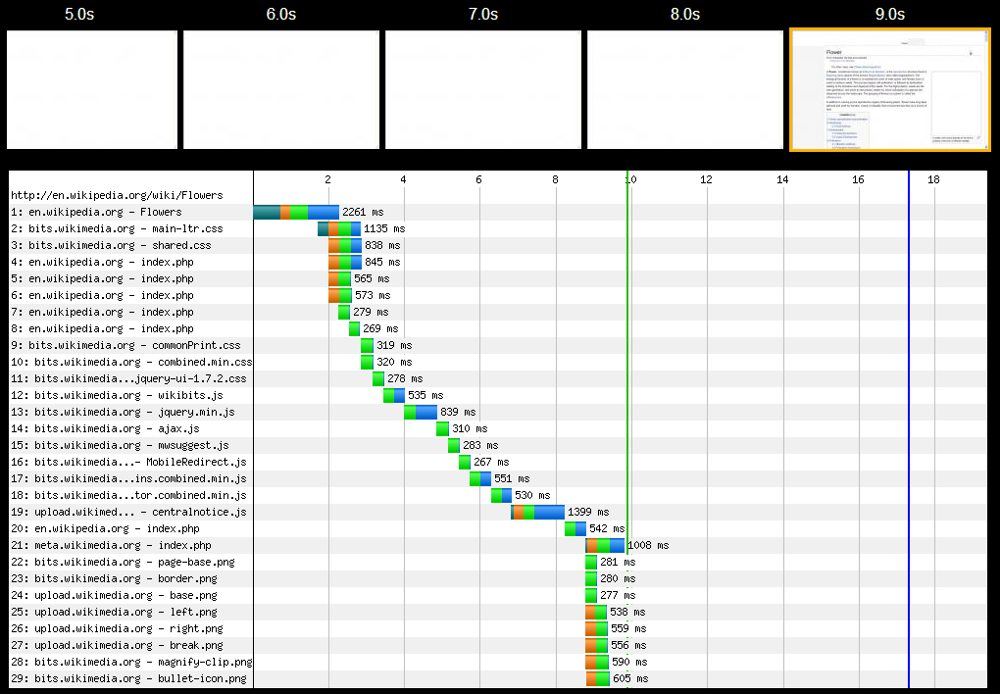 5.0s 6.0s 7.0s 8.0s 9.0s
Flower
2 4 6 8 10 12 14 16 18
http://en.wikipedia.org/wiki/Flowers
1: en.wikipedia.org - Flowers 2261 ms
2: bits.wikimedia.org - main-ltr.css 1135 ms
3: bits.wikimedia.org - shared.css 838 ms
4: en.wikipedia.org - index.php 845 ms
5: en.wikipedia.org - index.php 565 ms
6: en.wikipedia.org - index.php 573 ms
7: en.wikipedia.org - index.php 279 ms
8: en.wikipedia.org - index.php 269 ms
9: bits.wikimedia.org - commonPrint.css 319 ms
10: bits.wikimedia.org - combined.min.css 320 ms
11: bits.wikimedia...jquery-ui-1.7.2.css 278 ms
12: bits.wikimedia.org - wikibits.js 535 ms
13: bits.wikimedia.org - jquery.min.js 839 ms
14: bits.wikimedia.org - ajax.js 310 ms
15: bits.wikimedia.org - mwsuggest.js 283 ms
16: bits.wikimedia...- MobileRedirect.js 267 ms
17: bits.wikimedia...ins.combined.min.js 551 ms
18: bits.wikimedia...tor.combined.min.js 530 ms
19: upload.wikimed... - centralnotice.js 1399 ms
20: en.wikipedia.org - index.php 542 ms
21: meta.wikimedia.org - index.php 1008 ms
22: bits.wikimedia.org - page-base.png 281 ms
23: bits.wikimedia.org - border.png 280 ms
24: upload.wikimedia.org - base.png 277 ms
25: upload.wikimedia.org - left.png 538 ms
26: upload.wikimedia.org - right.png 559 ms
27: upload.wikimedia.org - break.png 556 ms
28: bits.wikimedia.org - magnify-clip.png 590 ms
29: bits.wikimedia.org - bullet-icon.png 605 ms